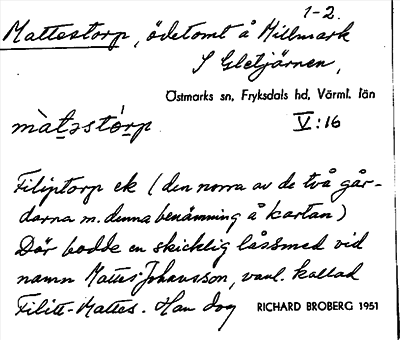 1-2.
Mattestorp, ödetomt å Hillmark
S Gletjärnen,
Östmarks sn, Fryksdals hd, Värml. län
màtəstórp V:16
Filiptorp ek (den norra av de två går-
darna m. denna benämning å kartan)
Där bodde en skicklig låssmed vid
namn Mattes Johansson, vanl. kallad
Filitt-Mattes. Han dog RICHARD BROBERG 1951